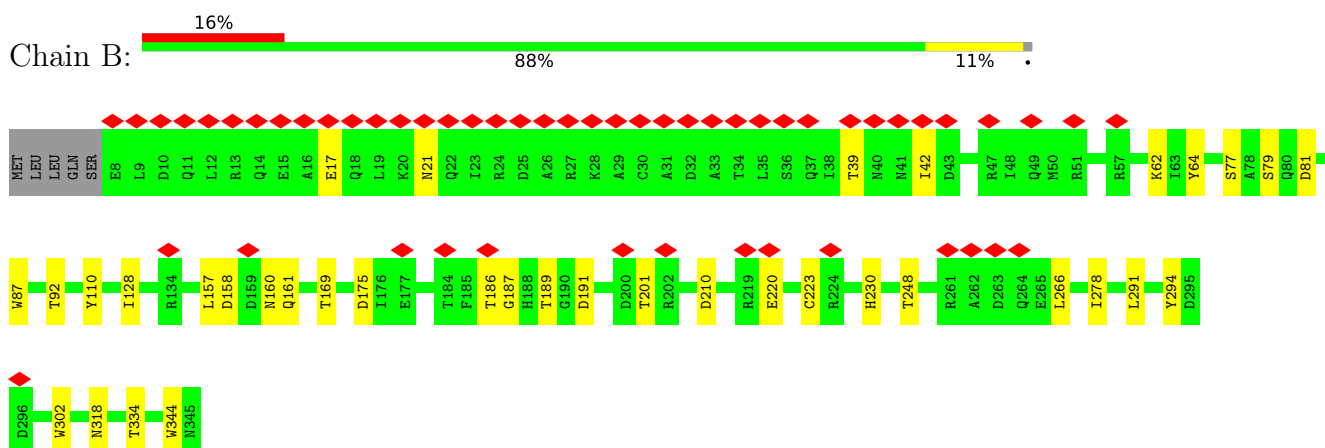 16%
Chain B:
88% 11% •
MET LEU LEU GLN SER E8 L9 D10 Q11 L12 R13 Q14 E15 A16 E17 Q18 L19 K20 N21 Q22 I23 R24 D25 A26 R27 K28 A29 C30 A31 D32 A33 T34 L35 S36 Q37 I38 T39 N40 N41 I42 D43 R47 I48 Q49 M50 R51 R57 K62 I63 Y64 S77 A78 S79 Q80 D81
W87 T92 Y110 I128 R134 L157 D158 D159 N160 Q161 T169 D175 I176 E177 T184 F185 T186 G187 H188 T189 G190 D191 D200 T201 R202 D210 R219 E220 C223 R224 H230 T248 R261 A262 D263 Q264 E265 L266 I278 L291 Y294 D295
D296 W302 N318 T334 W344 N345